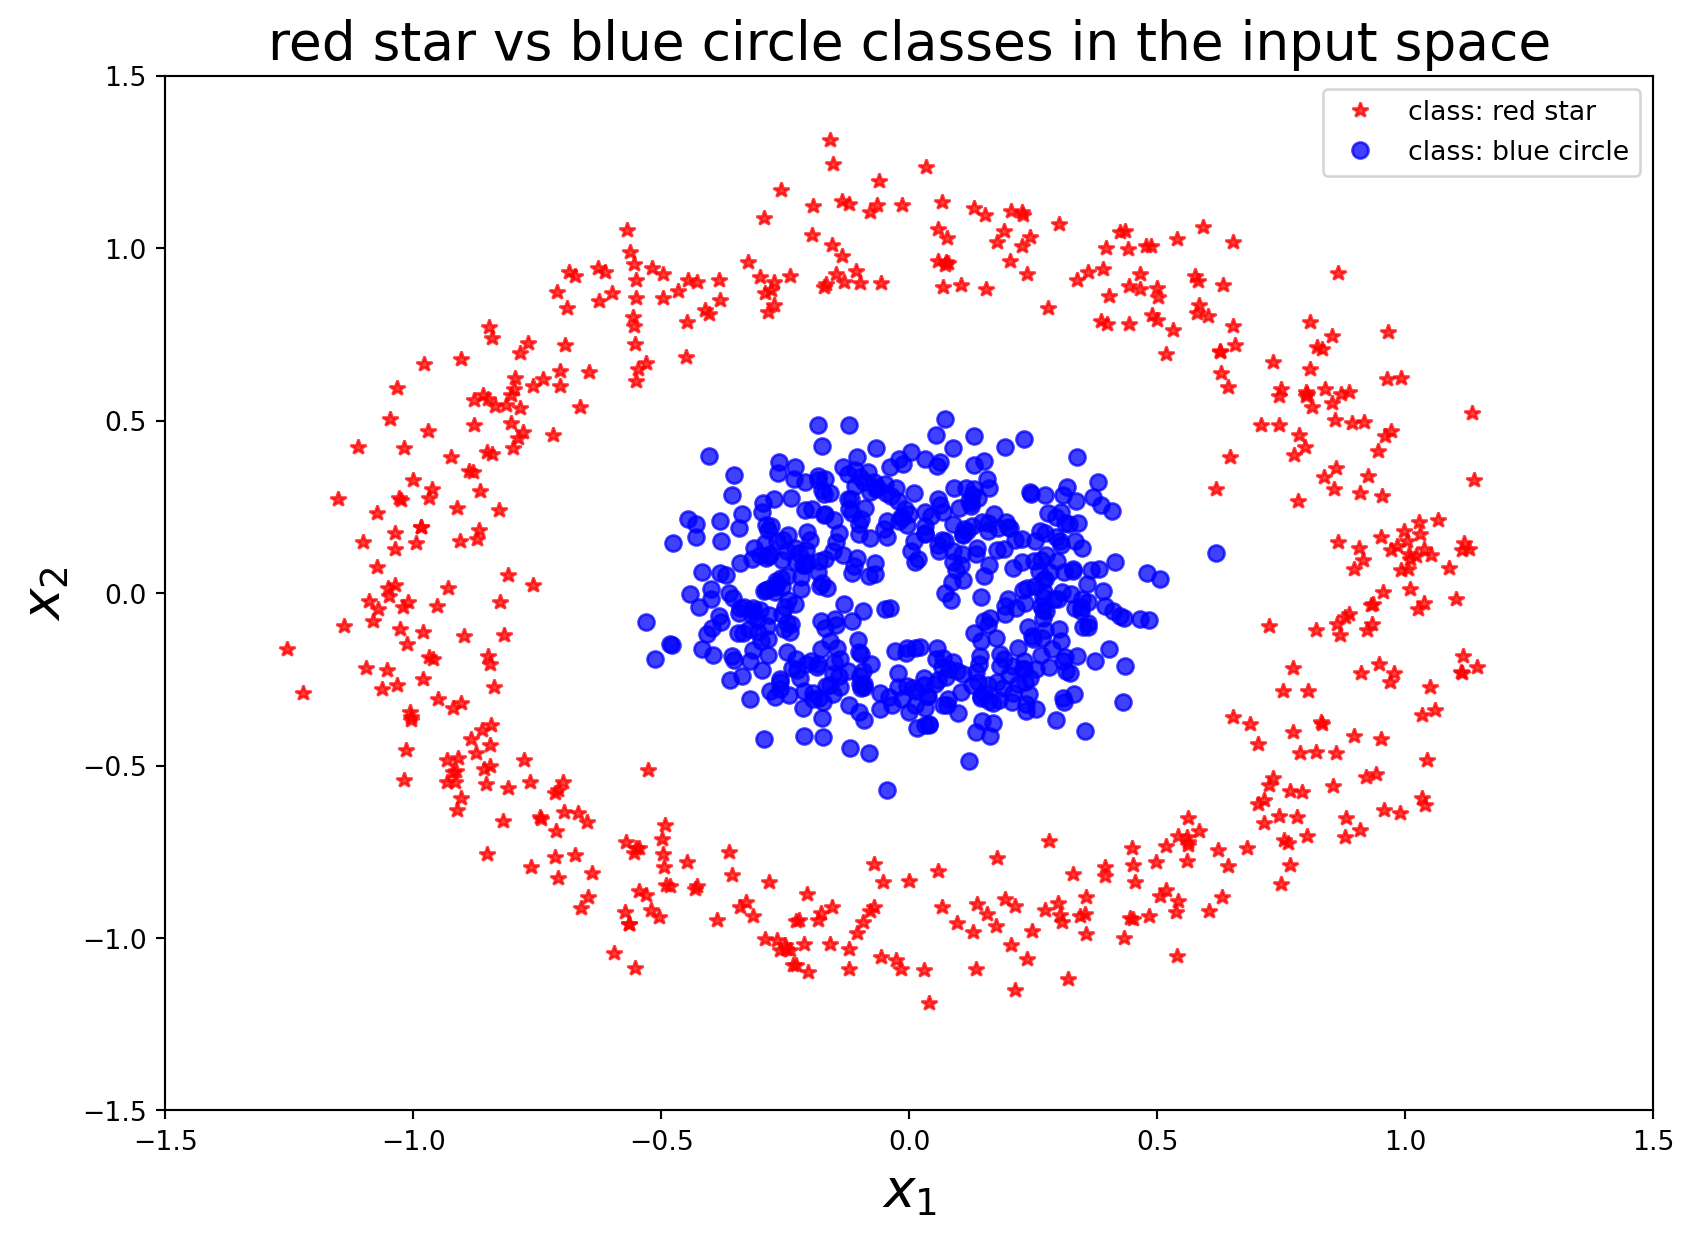 red star vs blue circle classes in the input space
class: red star
class: blue circle
x₂
1.5
1.0
0.5
0.0
−0.5
−1.0
−1.5
−1.5 −1.0 −0.5 0.0 0.5 1.0 1.5
x₁